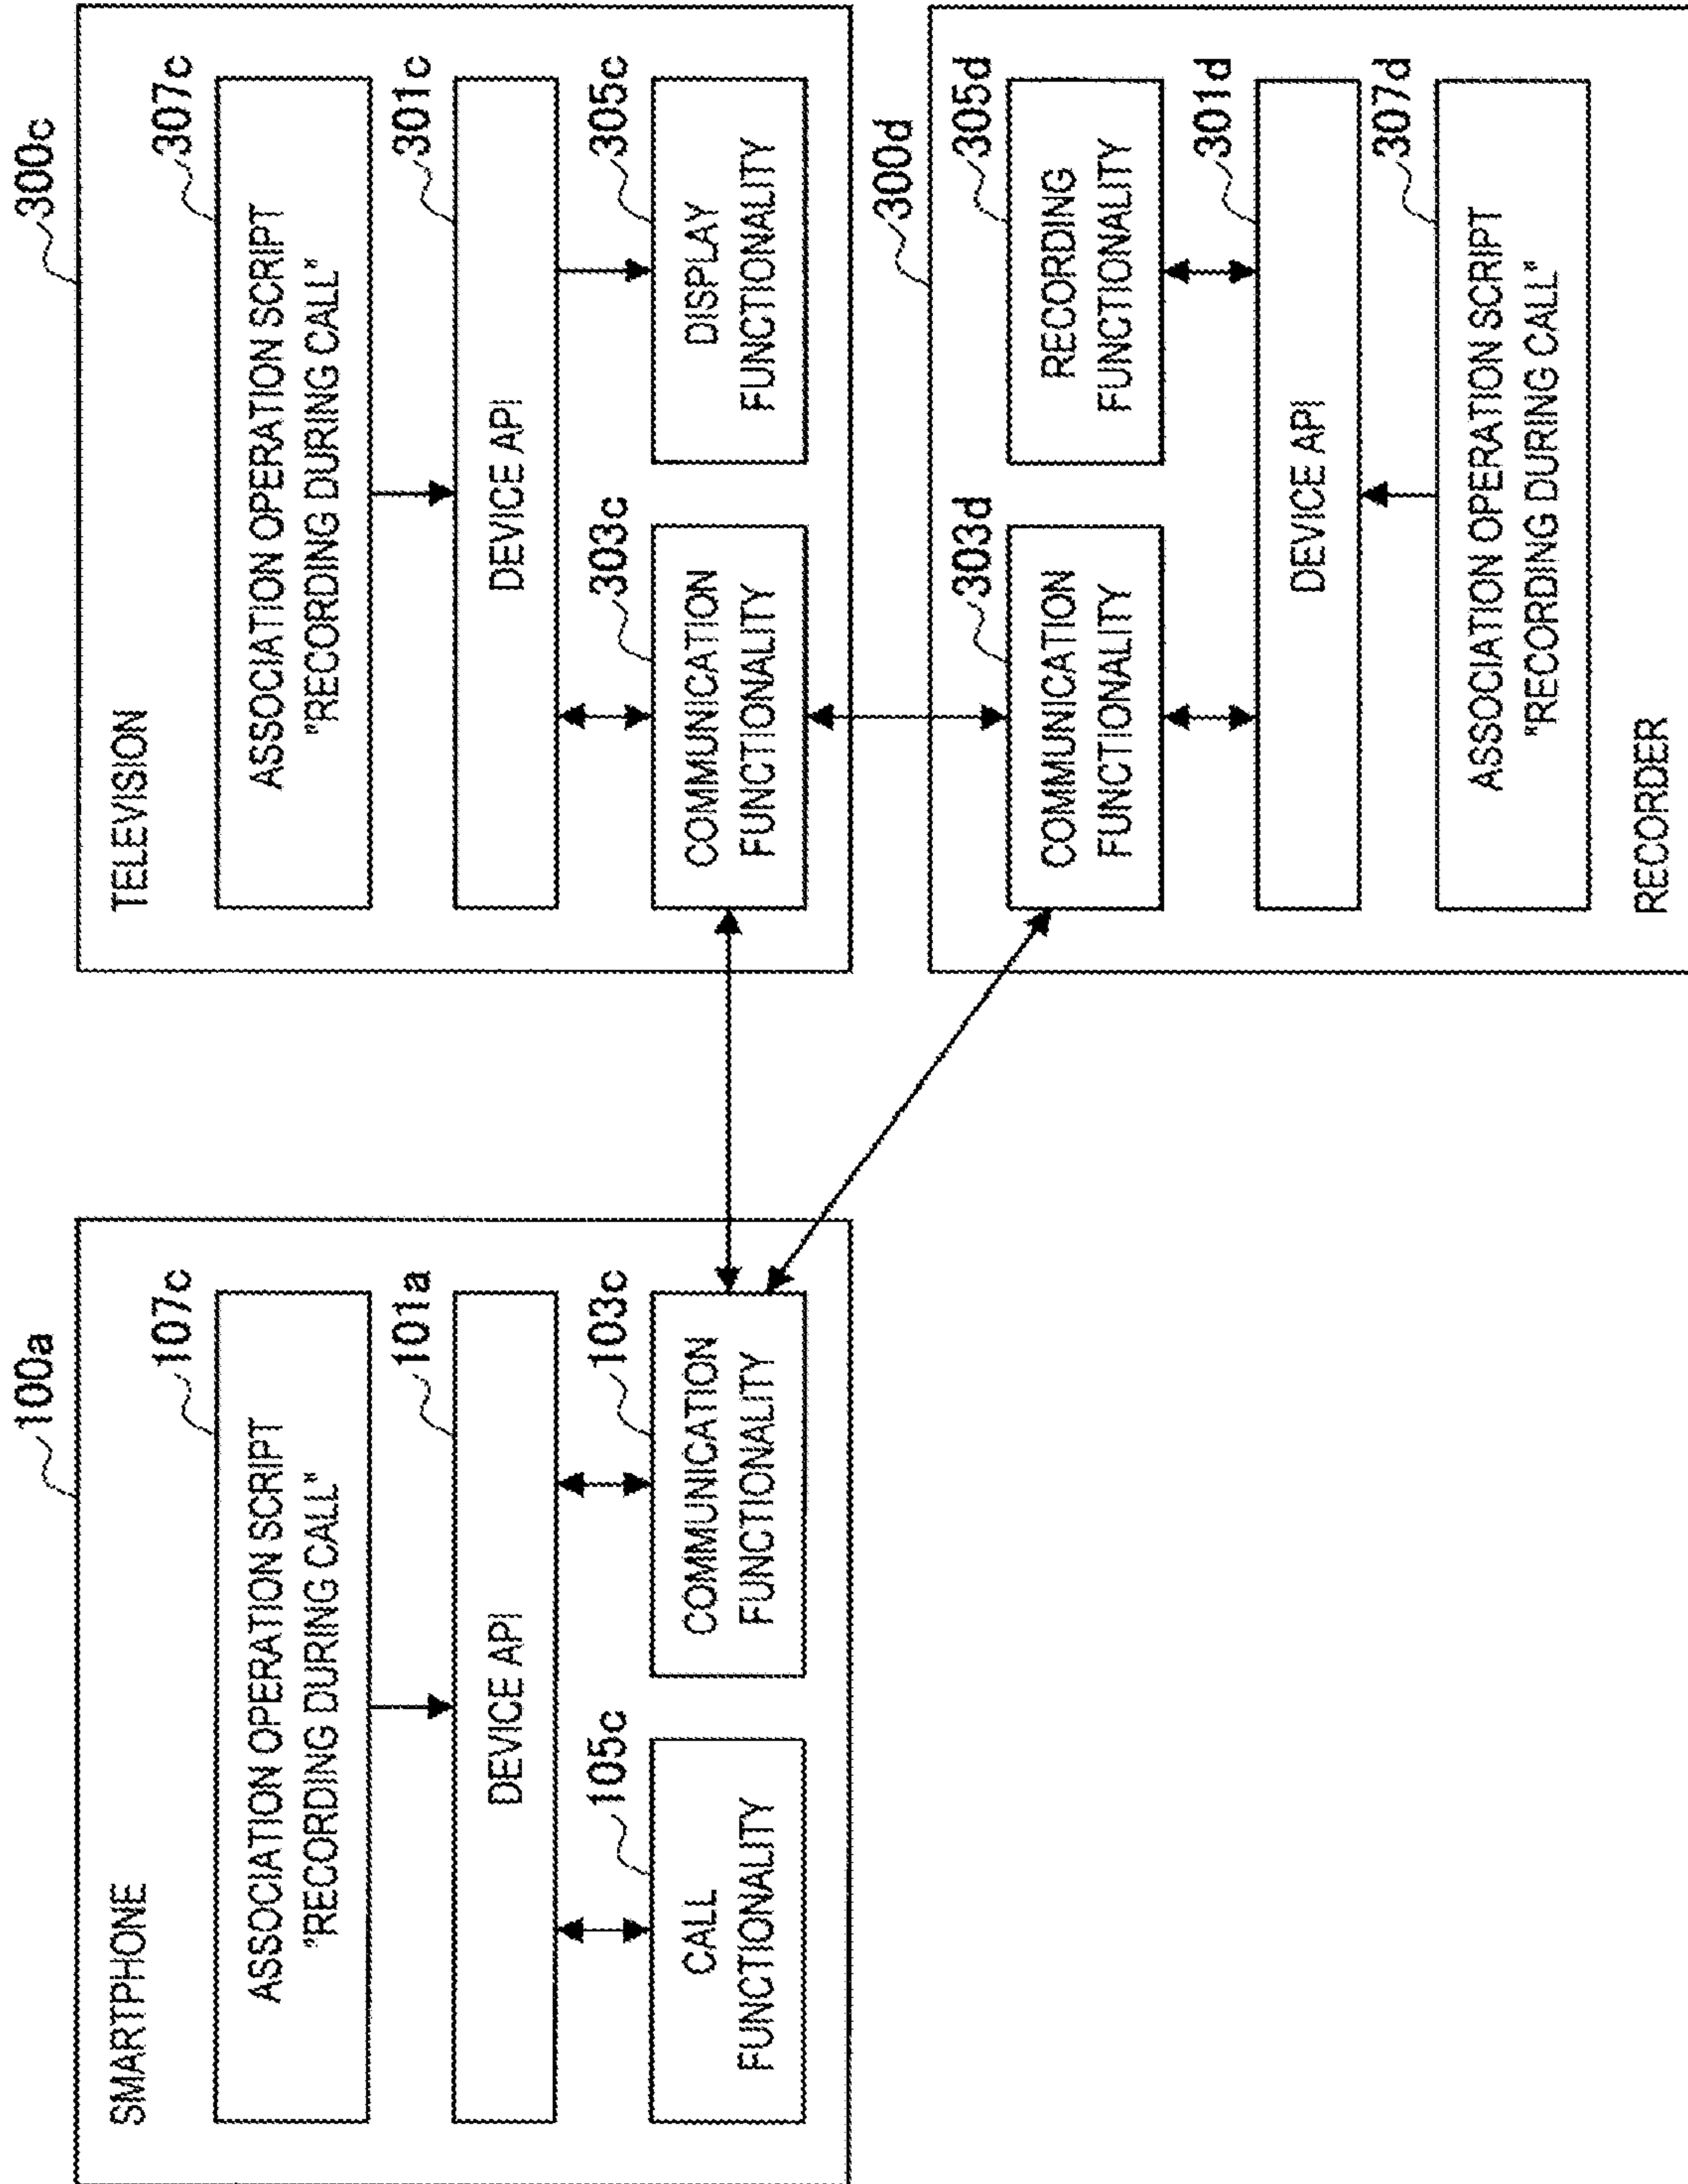 100a
SMARTPHONE
107c
ASSOCIATION OPERATION SCRIPT
"RECORDING DURING CALL"
101a
DEVICE API
105c
CALL
FUNCTIONALITY
103c
COMMUNICATION
FUNCTIONALITY
300c
TELEVISION
307c
ASSOCIATION OPERATION SCRIPT
"RECORDING DURING CALL"
301c
DEVICE API
303c
COMMUNICATION
FUNCTIONALITY
305c
DISPLAY
FUNCTIONALITY
300d
303d
COMMUNICATION
FUNCTIONALITY
305d
RECORDING
FUNCTIONALITY
301d
DEVICE API
307d
ASSOCIATION OPERATION SCRIPT
"RECORDING DURING CALL"
RECORDER